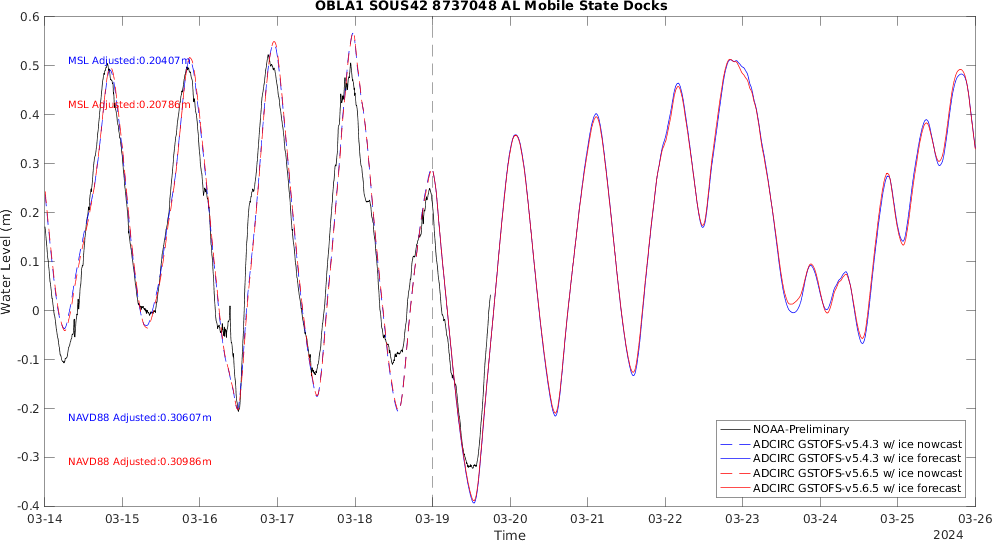 OBLA1 SOUS42 8737048 AL Mobile State Docks
Water Level (m)
0.6
0.5
0.4
0.3
0.2
0.1
0
-0.1
-0.2
-0.3
-0.4
MSL Adjusted:0.20407m
MSL Adjusted:0.20786m
NAVD88 Adjusted:0.30607m
NAVD88 Adjusted:0.30986m
NOAA-Preliminary
ADCIRC GSTOFS-v5.4.3 w/ ice nowcast
ADCIRC GSTOFS-v5.4.3 w/ ice forecast
ADCIRC GSTOFS-v5.6.5 w/ ice nowcast
ADCIRC GSTOFS-v5.6.5 w/ ice forecast
03-14 03-15 03-16 03-17 03-18 03-19 03-20 03-21 03-22 03-23 03-24 03-25 03-26
Time
2024